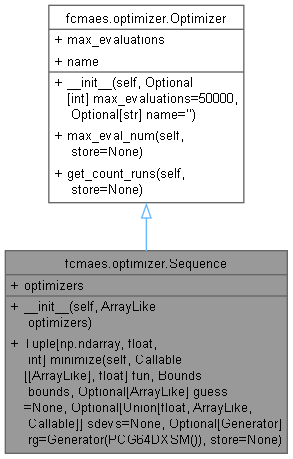 fcmaes.optimizer.Optimizer
+ max_evaluations
+ name
+ __init__(self, Optional
[int] max_evaluations=50000,
Optional[str] name='')
+ max_eval_num(self,
store=None)
+ get_count_runs(self,
store=None)
fcmaes.optimizer.Sequence
+ optimizers
+ __init__(self, ArrayLike
optimizers)
+ Tuple[np.ndarray, float,
int] minimize(self, Callable
[[ArrayLike], float] fun, Bounds
bounds, Optional[ArrayLike] guess
=None, Optional[Union[float, ArrayLike,
Callable]] sdevs=None, Optional[Generator]
rg=Generator(PCG64DXSM()), store=None)